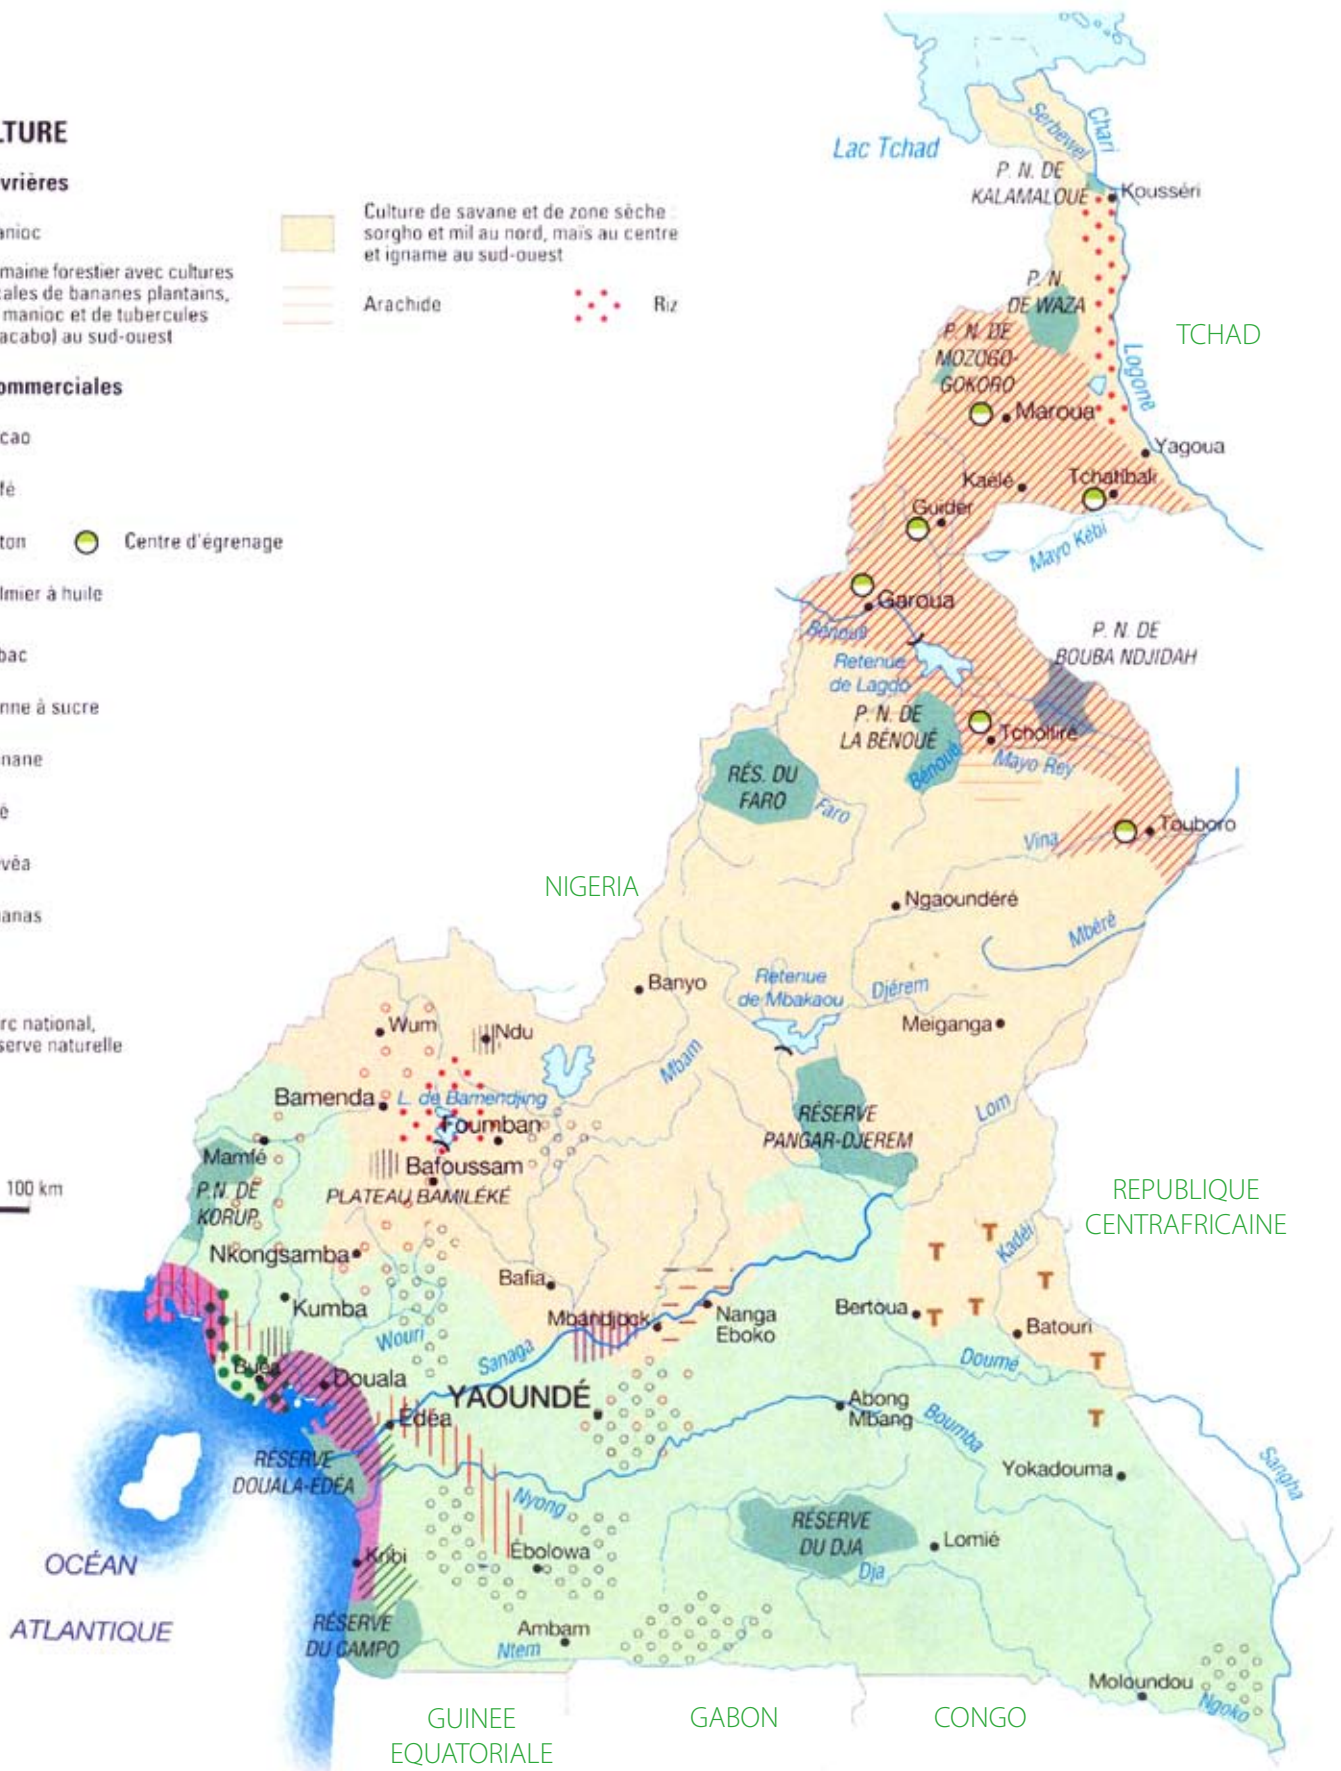 LTURE
vrières
anioc
maine forestier avec cultures
cales de bananes plantains,
manioc et de tubercules
acabo) au sud-ouest
Culture de savane et de zone sèche :
sorgho et mil au nord, maïs au centre
et igname au sud-ouest
Arachide
Riz
ommerciales
cao
fé
ton
Centre d'égrenage
lmier à huile
bac
nne à sucre
nane
é
véa
anas
rc national,
serve naturelle
100 km
Lac Tchad
Serbewel
Chari
P. N. DE
KALAMALOUÉ
Kousséri
P. N.
DE WAZA
TCHAD
P. N. DE
MOZOGO-
GOKORO
Logone
Maroua
Yagoua
Kaélé
Tchatibali
Guider
Mayo Kébi
Garoua
Bénoué
P. N. DE
BOUBA NDJIDAH
Retenue
de Lagdo
P. N. DE
LA BÉNOUÉ
Bénoué
Tcholliré
Mayo Rey
RÉS. DU
FARO
Faro
Touboro
Vina
NIGERIA
Ngaoundéré
Mbéré
Banyo
Retenue
de Mbakaou
Djérem
Meiganga
Wum
Ndu
Mbam
Bamenda
L. de Bamendjing
Foumban
Lom
RÉSERVE
PANGAR-DJEREM
Mamfé
Bafoussam
P.N. DE
KORUP
PLATEAU BAMILÉKÉ
REPUBLIQUE
CENTRAFRICAINE
Kadéi
Nkongsamba
Bafia
Kumba
Mbandjock
Nanga
Eboko
Bertoua
Batouri
Wouri
Sanaga
Doumé
Buéa
Douala
YAOUNDÉ
Abong
Mbang
Edéa
Boumba
RÉSERVE
DOUALA-EDÉA
Yokadouma
Sangha
Nyong
RÉSERVE
DU DJA
Lomié
OCÉAN
ATLANTIQUE
Kribi
Ébolowa
Dja
RÉSERVE
DU CAMPO
Ambam
Ntem
Moloundou
Ngoko
GUINEE
EQUATORIALE
GABON
CONGO